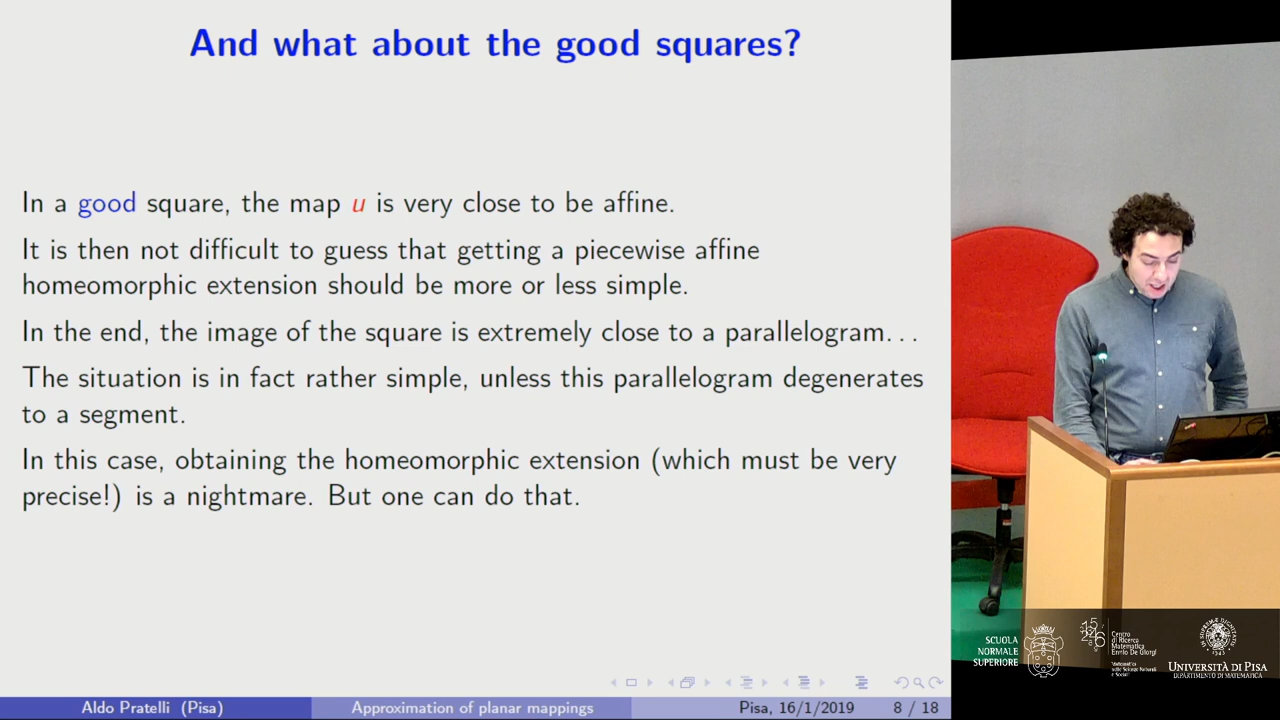 And what about the good squares?
In a good square, the map u is very close to be affine.
It is then not difficult to guess that getting a piecewise affine
homeomorphic extension should be more or less simple.
In the end, the image of the square is extremely close to a parallelogram...
The situation is in fact rather simple, unless this parallelogram degenerates
to a segment.
In this case, obtaining the homeomorphic extension (which must be very
precise!) is a nightmare. But one can do that.
Aldo Pratelli (Pisa)
Approximation of planar mappings
Pisa, 16/1/2019
8 / 18
SCUOLA
NORMALE
SUPERIORE
Centro
di Ricerca
Matematica
Ennio De Giorgi
UNIVERSITÀ DI PISA
DIPARTIMENTO DI MATEMATICA